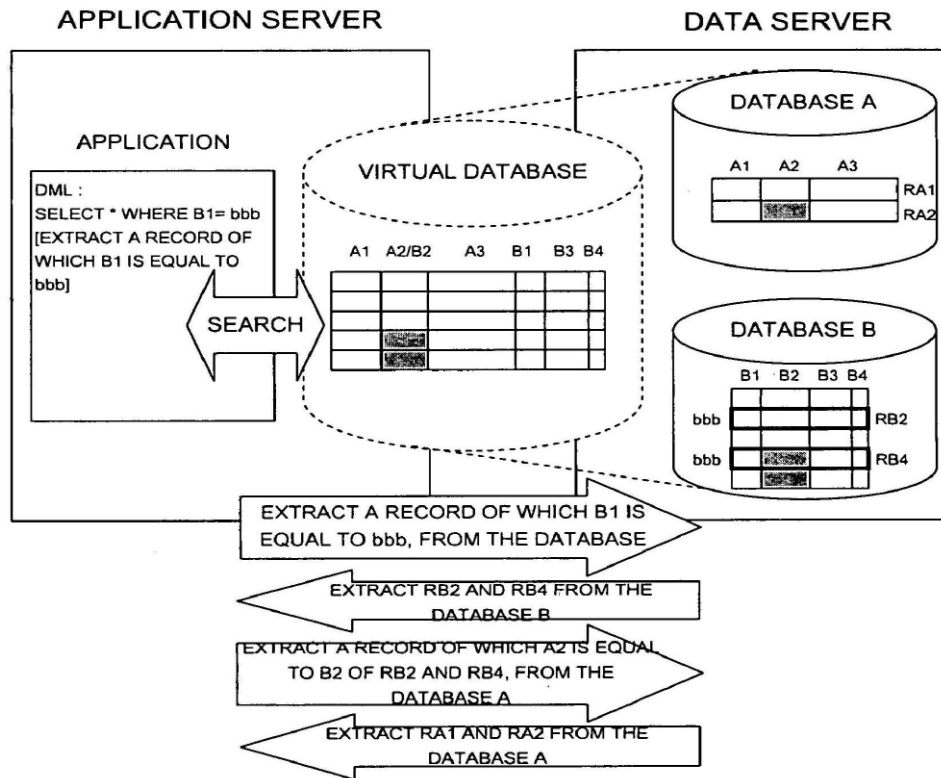 APPLICATION SERVER
DATA SERVER
APPLICATION
DML :
SELECT * WHERE B1= bbb
[EXTRACT A RECORD OF
WHICH B1 IS EQUAL TO
bbb]
SEARCH
VIRTUAL DATABASE
A1 A2/B2 A3 B1 B3 B4
DATABASE A
A1 A2 A3
RA1
RA2
DATABASE B
B1 B2 B3 B4
bbb RB2
bbb RB4
EXTRACT A RECORD OF WHICH B1 IS
EQUAL TO bbb, FROM THE DATABASE
EXTRACT RB2 AND RB4 FROM THE
DATABASE B
EXTRACT A RECORD OF WHICH A2 IS EQUAL
TO B2 OF RB2 AND RB4, FROM THE
DATABASE A
EXTRACT RA1 AND RA2 FROM THE
DATABASE A